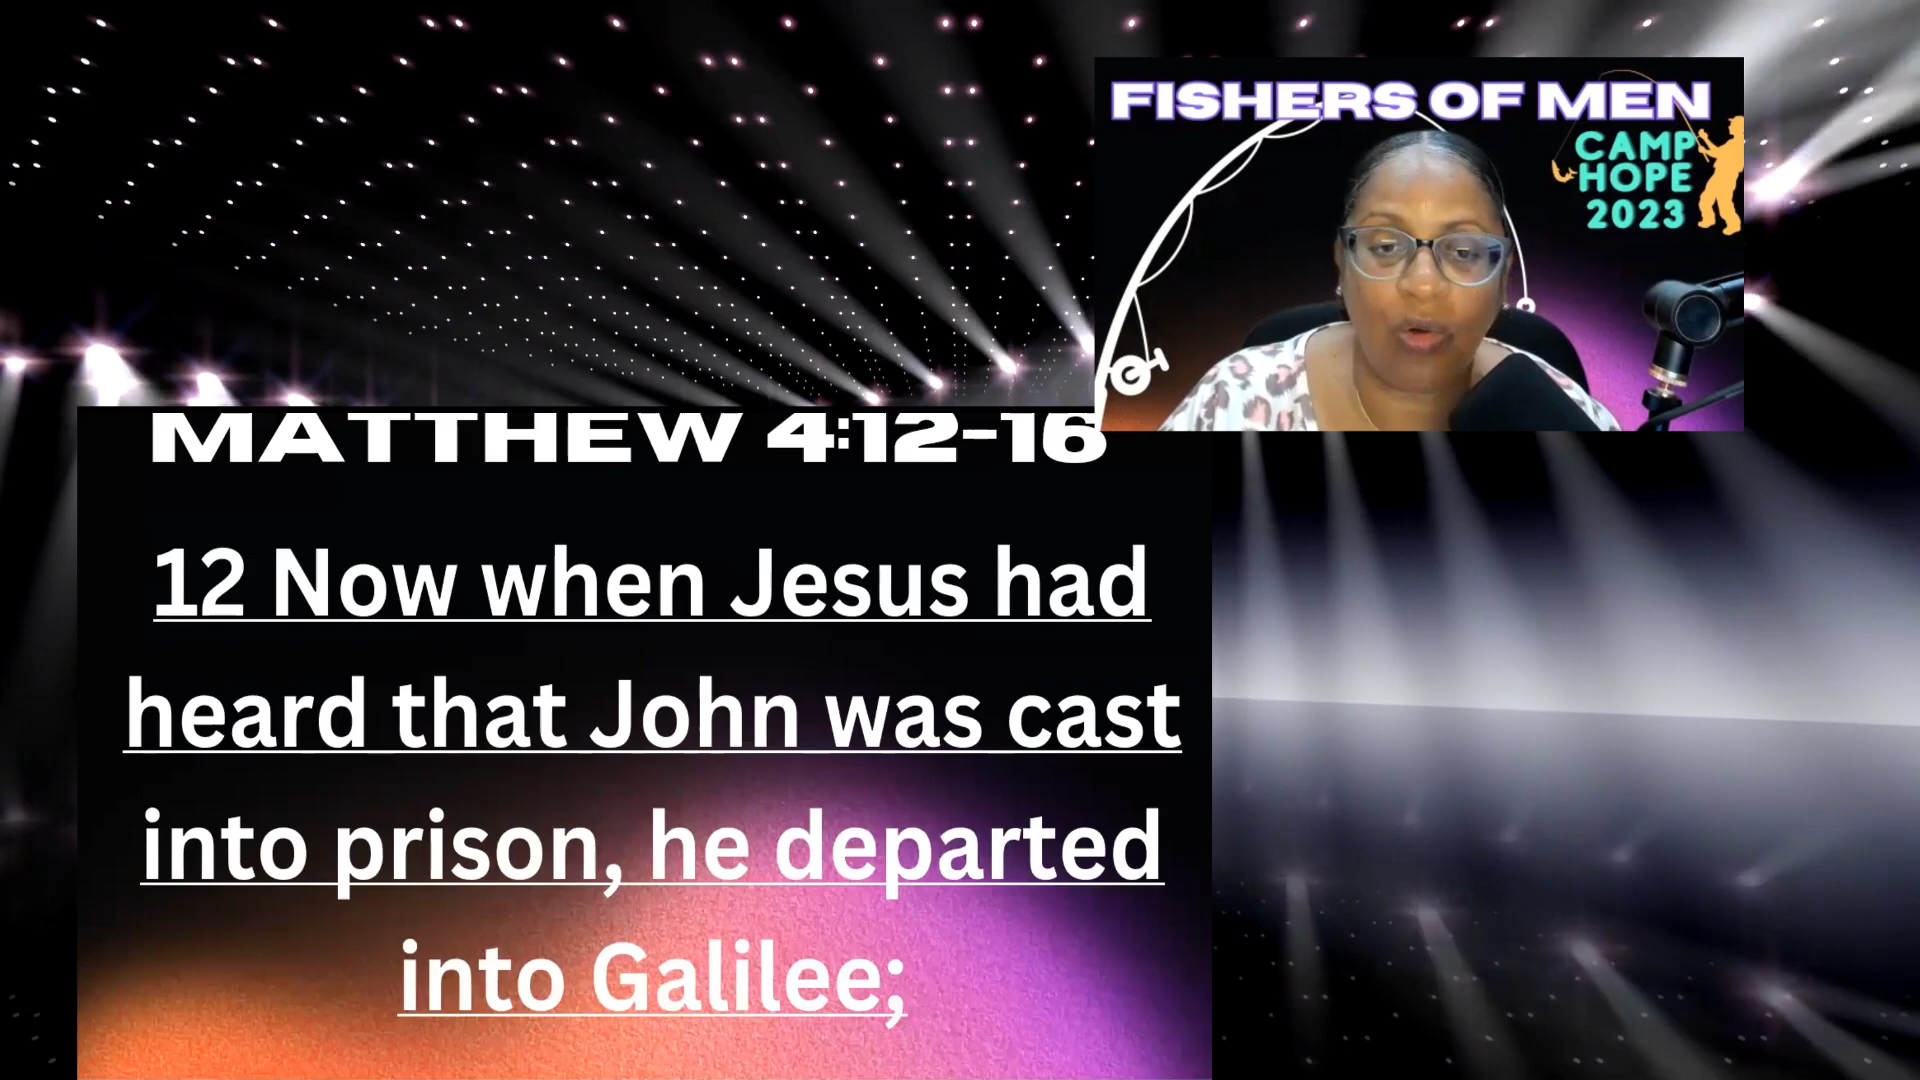 FISHERS OF MEN
CAMP
HOPE
2023
MATTHEW 4:12-16
12 Now when Jesus had
heard that John was cast
into prison, he departed
into Galilee;